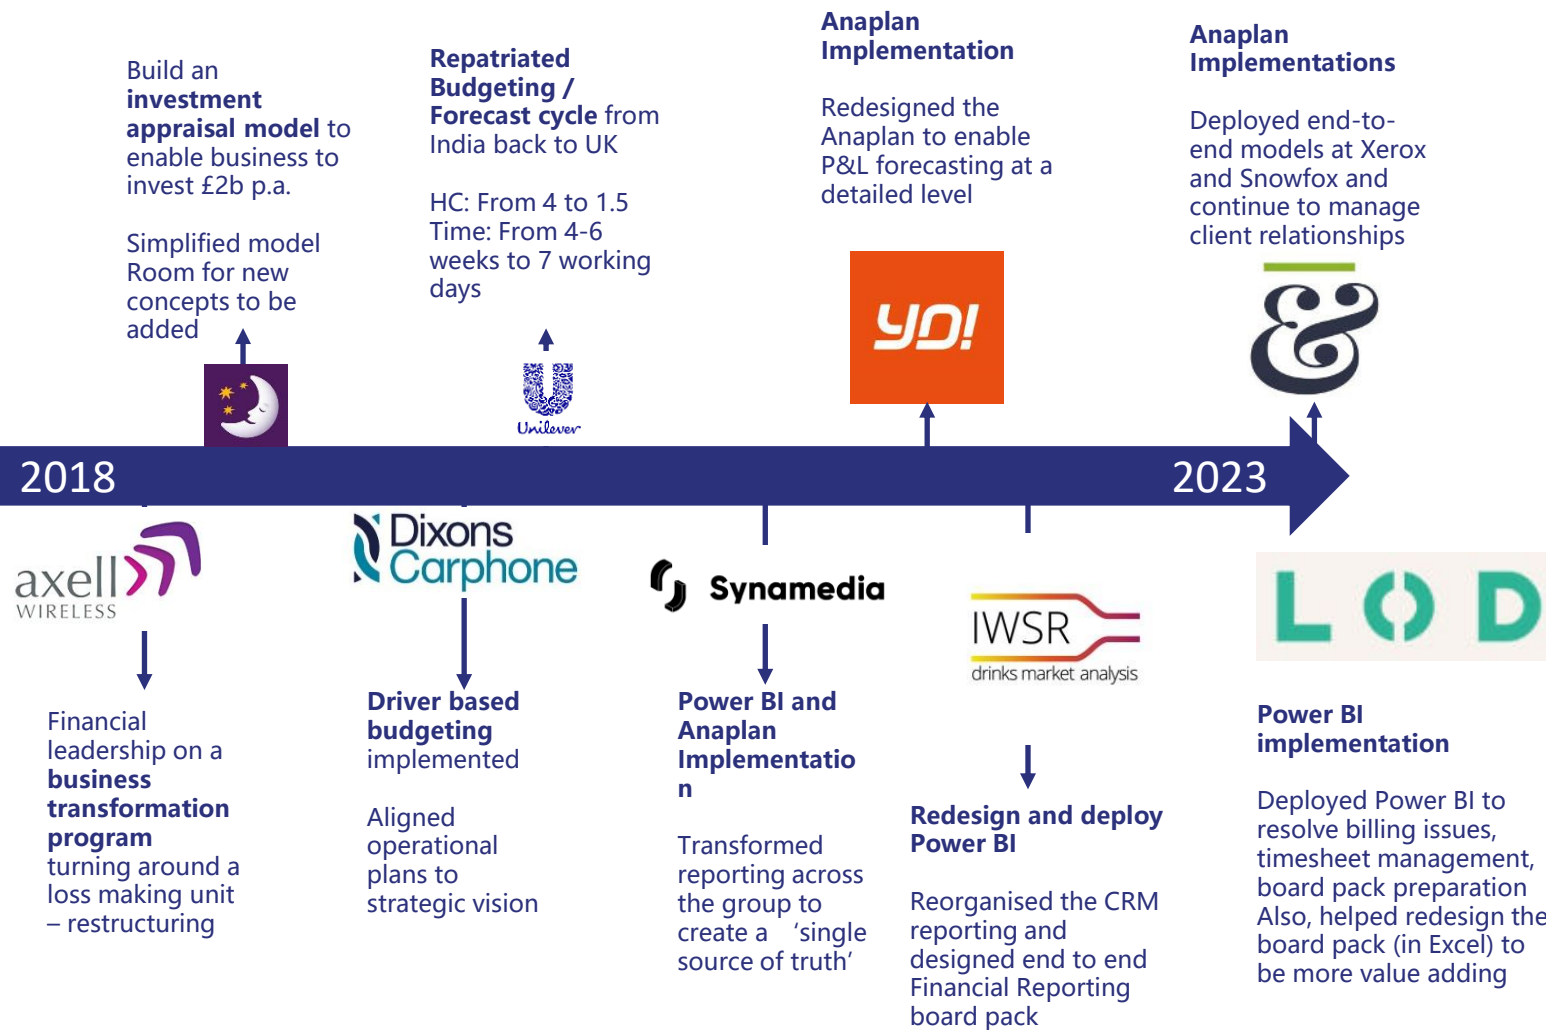 Build an
investment
appraisal model to
enable business to
invest £2b p.a.
Simplified model
Room for new
concepts to be
added
Repatriated
Budgeting /
Forecast cycle from
India back to UK
HC: From 4 to 1.5
Time: From 4-6
weeks to 7 working
days
Unilever
Anaplan
Implementation
Redesigned the
Anaplan to enable
P&L forecasting at a
detailed level
YO!
Anaplan
Implementations
Deployed end-to-
end models at Xerox
and Snowfox and
continue to manage
client relationships
&
2018
2023
axell
WIRELESS
Financial
leadership on a
business
transformation
program
turning around a
loss making unit
– restructuring
Dixons
Carphone
Driver based
budgeting
implemented
Aligned
operational
plans to
strategic vision
Synamedia
Power BI and
Anaplan
Implementatio
n
Transformed
reporting across
the group to
create a ‘single
source of truth’
IWSR
drinks market analysis
Redesign and deploy
Power BI
Reorganised the CRM
reporting and
designed end to end
Financial Reporting
board pack
LOD
Power BI
implementation
Deployed Power BI to
resolve billing issues,
timesheet management,
board pack preparation
Also, helped redesign the
board pack (in Excel) to
be more value adding